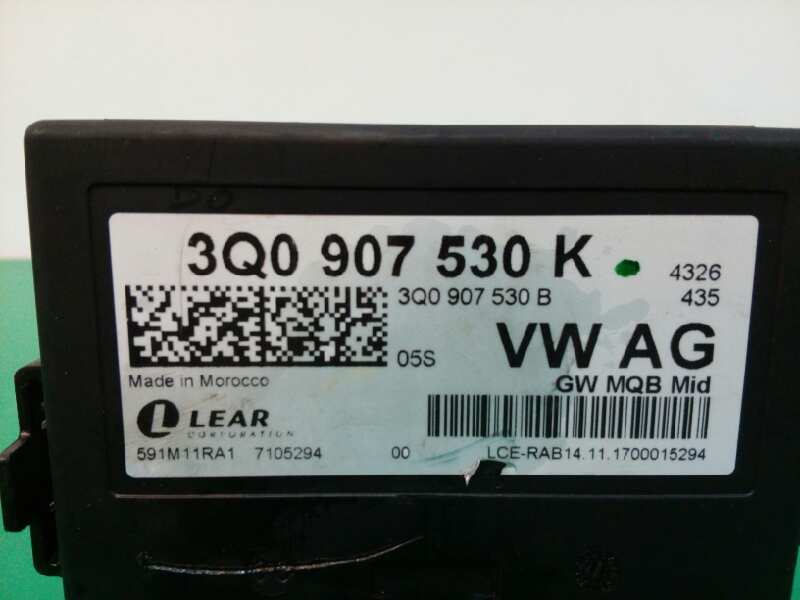 3Q0 907 530 K 4326
3Q0 907 530 B 435
05S VW AG
Made in Morocco GW MQB Mid
LEAR
CORPORATION
591M11RA1 7105294 00 LCE-RAB14.11.1700015294